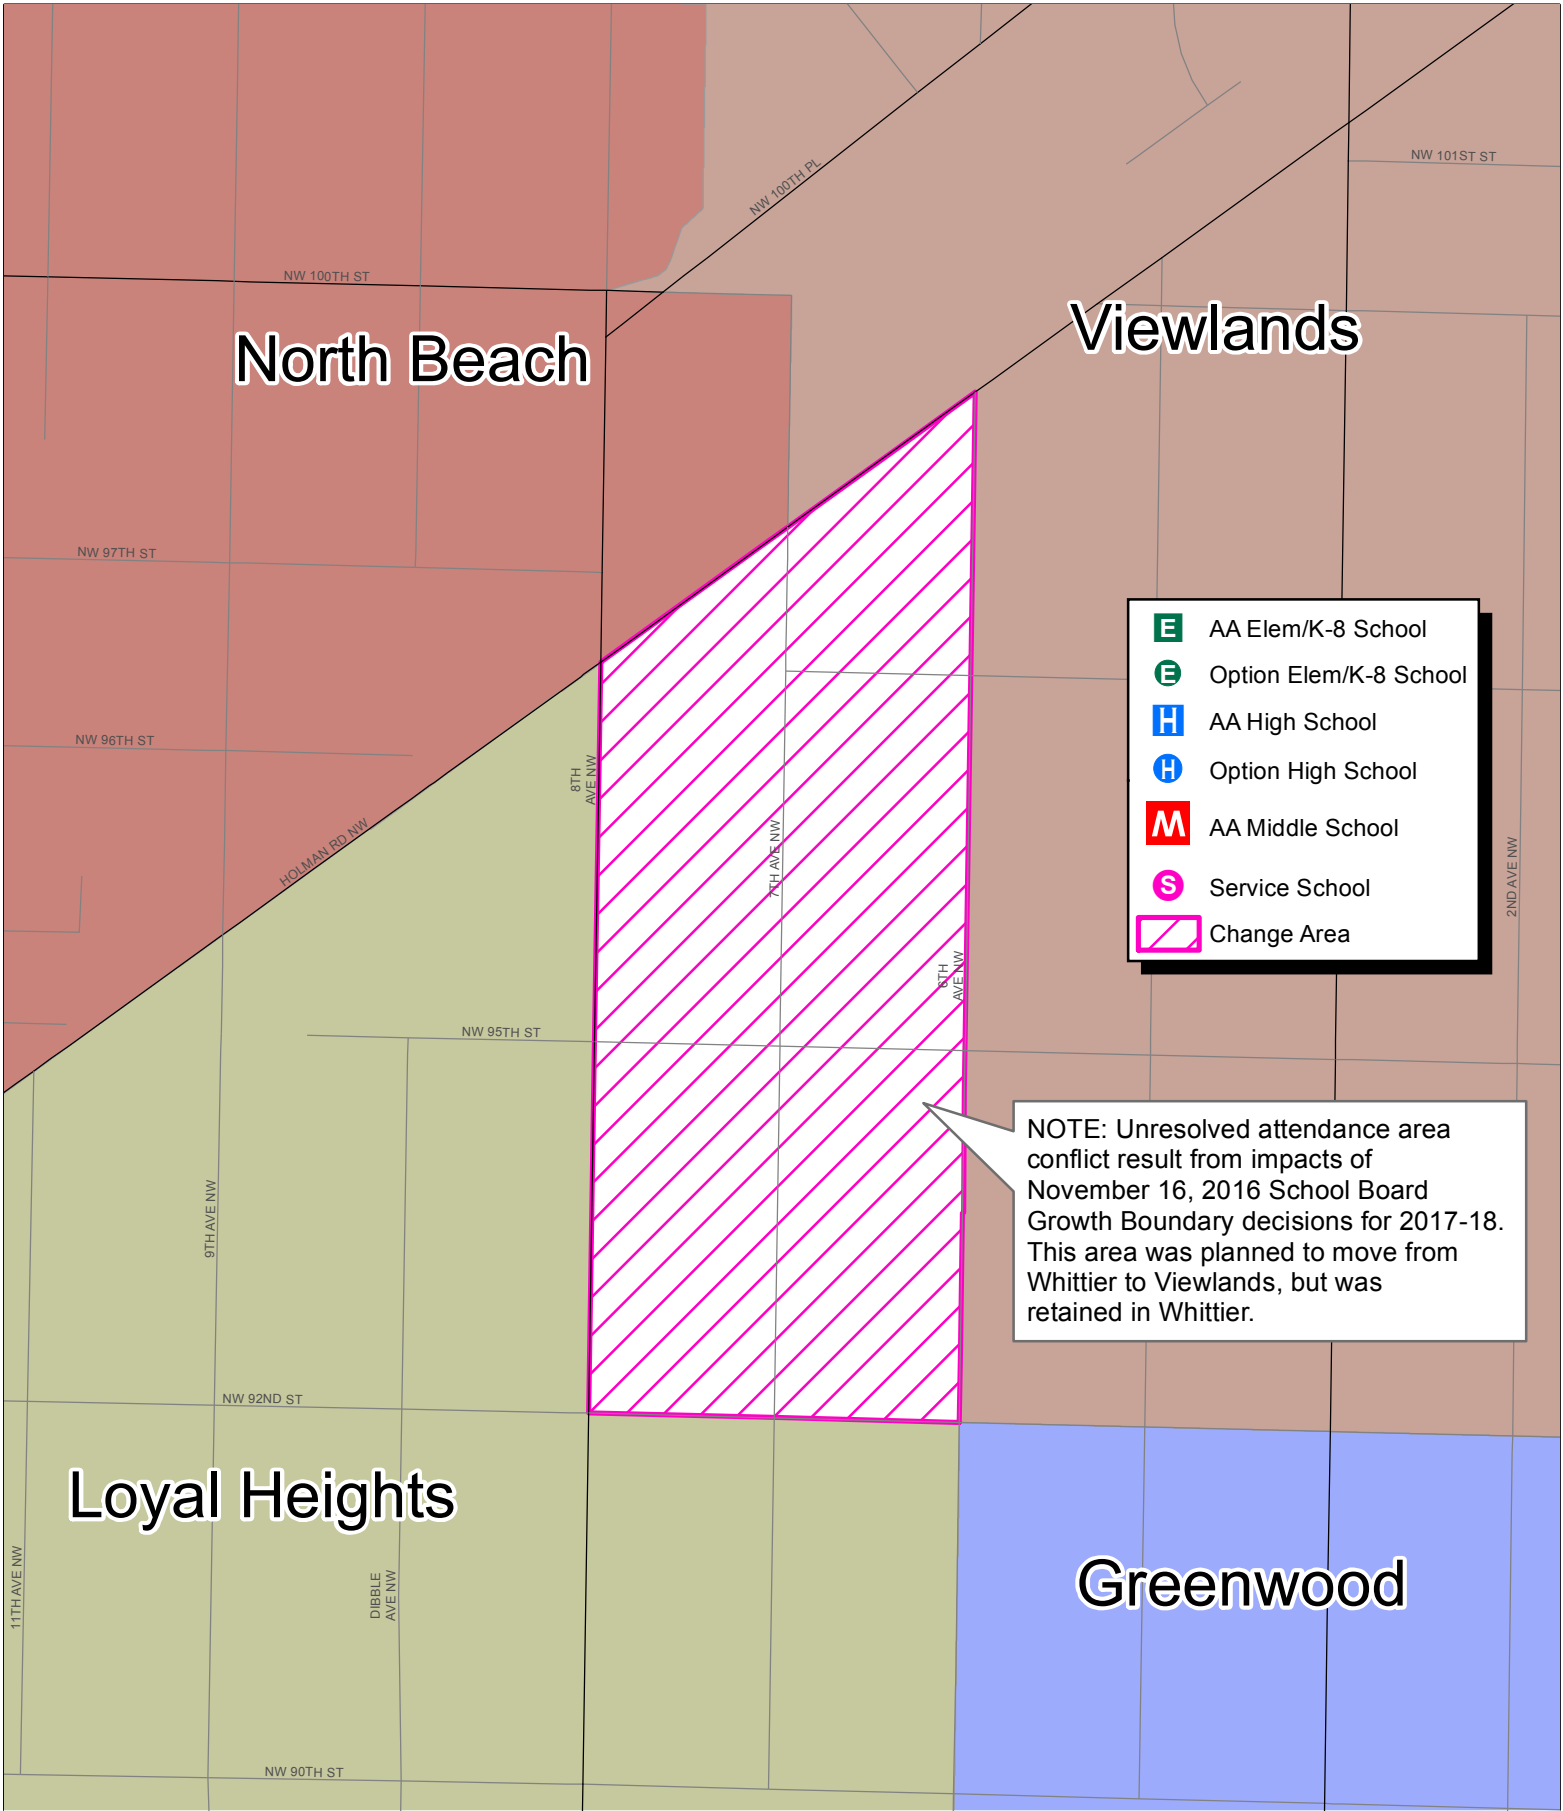 NW 101ST ST
NW 100TH PL
NW 100TH ST
Viewlands
North Beach
NW 97TH ST
E AA Elem/K-8 School
E Option Elem/K-8 School
H AA High School
H Option High School
M AA Middle School
S Service School
Change Area
NW 96TH ST
8TH
AVE NW
HOLMAN RD NW
7TH AVE NW
2ND AVE NW
6TH
AVE NW
NW 95TH ST
NOTE: Unresolved attendance area
conflict result from impacts of
November 16, 2016 School Board
Growth Boundary decisions for 2017-18.
This area was planned to move from
Whittier to Viewlands, but was
retained in Whittier.
9TH AVE NW
NW 92ND ST
Loyal Heights
Greenwood
11TH AVE NW
DIBBLE
AVE NW
NW 90TH ST